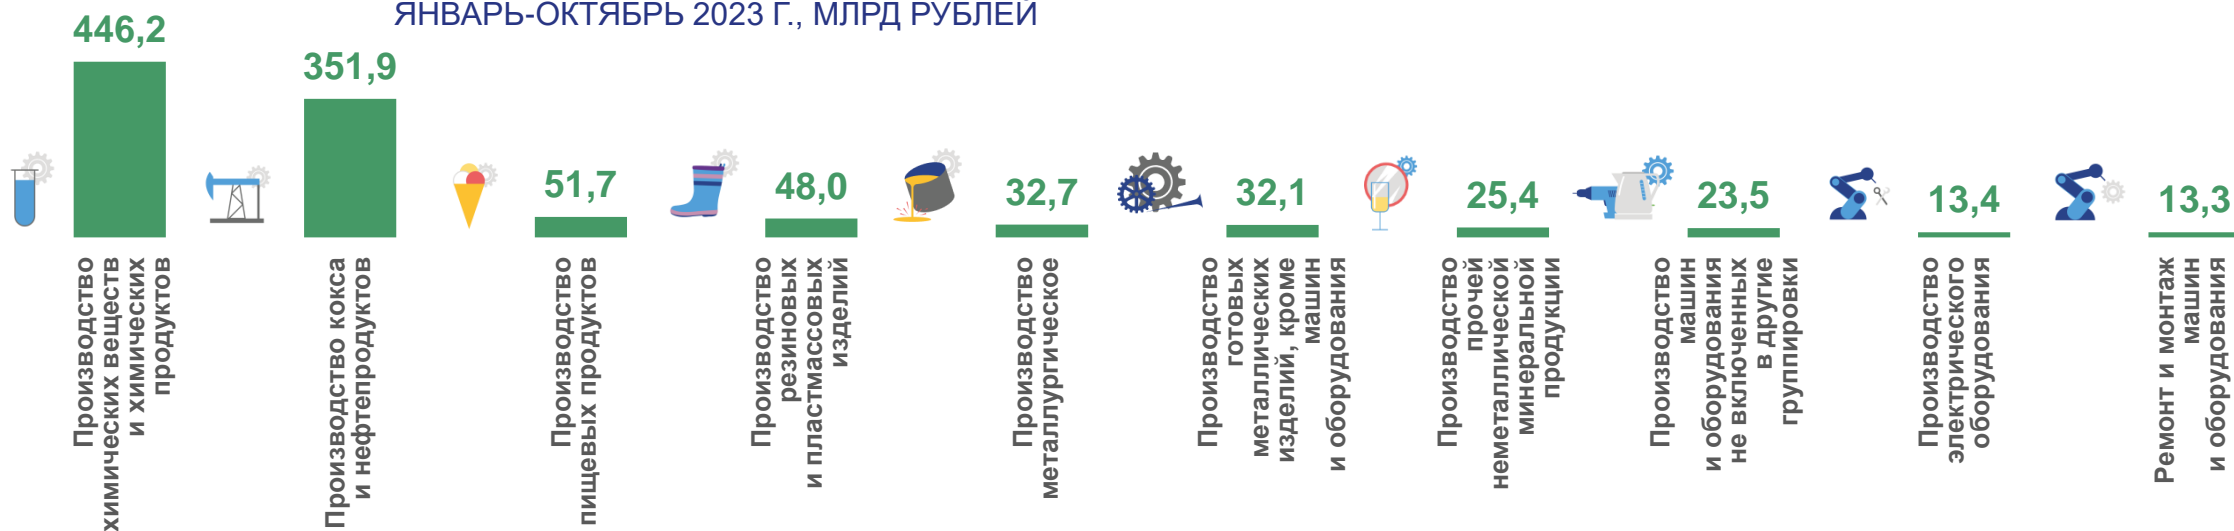 ЯНВАРЬ-ОКТЯБРЬ 2023 Г., МЛРД РУБЛЕЙ
446,2
351,9
51,7
48,0
32,7
32,1
25,4
23,5
13,4
13,3
Производство
химических веществ
и химических
продуктов
Производство кокса
и нефтепродуктов
Производство
пищевых продуктов
Производство
резиновых
и пластмассовых
изделий
Производство
металлургическое
Производство
готовых
металлических
изделий, кроме
машин
и оборудования
Производство
прочей
неметаллической
минеральной
продукции
Производство
машин
и оборудования
не включенных
в другие
группировки
Производство
электрического
оборудования
Ремонт и монтаж
машин
и оборудования